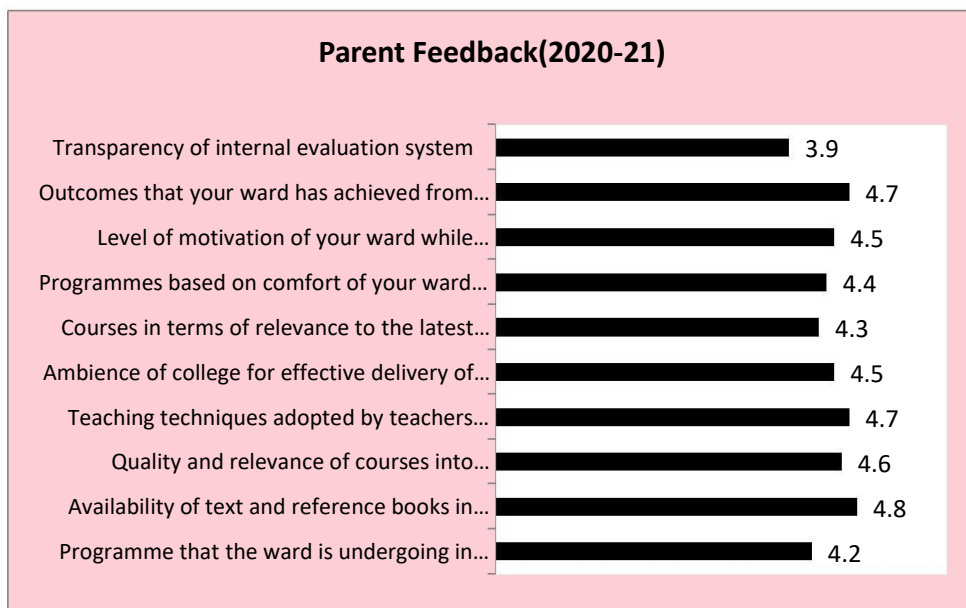 Parent Feedback(2020-21)
Transparency of internal evaluation system 3.9
Outcomes that your ward has achieved from… 4.7
Level of motivation of your ward while… 4.5
Programmes based on comfort of your ward… 4.4
Courses in terms of relevance to the latest… 4.3
Ambience of college for effective delivery of… 4.5
Teaching techniques adopted by teachers… 4.7
Quality and relevance of courses into… 4.6
Availability of text and reference books in… 4.8
Programme that the ward is undergoing in… 4.2